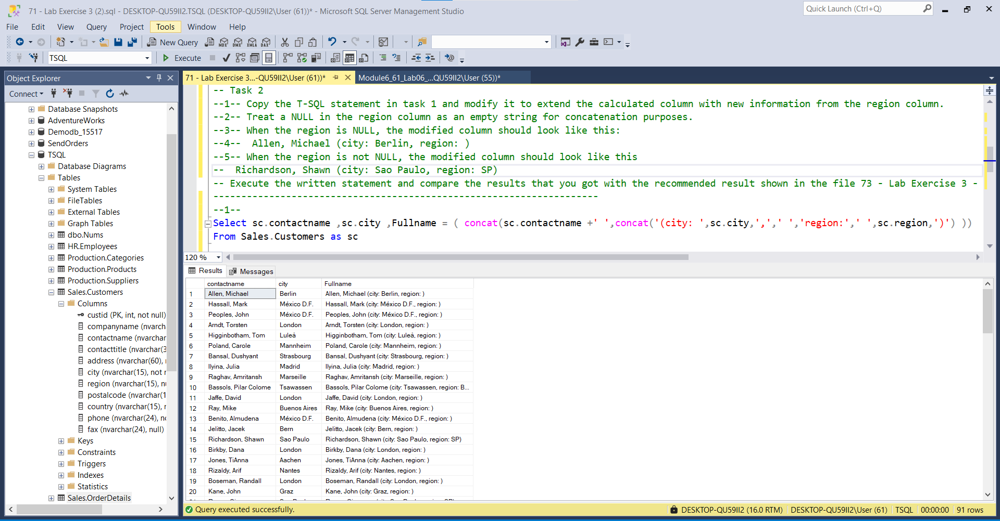 71 - Lab Exercise 3 (2).sql - DESKTOP-QU59II2.TSQL (DESKTOP-QU59II2\User (61))* - Microsoft SQL Server Management Studio
Quick Launch (Ctrl+Q)
File Edit View Query Project Tools Window Help
New Query MDX DMX XMLA DAX
TSQL Execute
Object Explorer
71 - Lab Exercise 3...-QU59II2\User (61))* Module6_61_Lab06_...QU59II2\User (55))*
Connect
Database Snapshots
AdventureWorks
Demodb_15517
SendOrders
TSQL
Database Diagrams
Tables
System Tables
FileTables
External Tables
Graph Tables
dbo.Nums
HR.Employees
Production.Categories
Production.Products
Production.Suppliers
Sales.Customers
Columns
custid (PK, int, not null)
companyname (nvarch
contactname (nvarchar
contacttitle (nvarchar(3
address (nvarchar(60),
city (nvarchar(15), not r
region (nvarchar(15), nu
postalcode (nvarchar(1
country (nvarchar(15), r
phone (nvarchar(24), nc
fax (nvarchar(24), null)
Keys
Constraints
Triggers
Indexes
Statistics
Sales.OrderDetails
-- Task 2
--1-- Copy the T-SQL statement in task 1 and modify it to extend the calculated column with new information from the region column.
--2-- Treat a NULL in the region column as an empty string for concatenation purposes.
--3-- When the region is NULL, the modified column should look like this:
--4--  Allen, Michael (city: Berlin, region: )
--5-- When the region is not NULL, the modified column should look like this
--  Richardson, Shawn (city: Sao Paulo, region: SP)
-- Execute the written statement and compare the results that you got with the recommended result shown in the file 73 - Lab Exercise 3 -
---------------------------------------------------------------------
--1--
Select sc.contactname ,sc.city ,Fullname = ( concat(sc.contactname +' ',concat('(city: ',sc.city,',',' ','region:',' ',sc.region,')') ))
From Sales.Customers as sc
120 %
Results Messages
contactname city Fullname
1 Allen, Michael Berlin Allen, Michael (city: Berlin, region: )
2 Hassall, Mark México D.F. Hassall, Mark (city: México D.F., region: )
3 Peoples, John México D.F. Peoples, John (city: México D.F., region: )
4 Arndt, Torsten London Arndt, Torsten (city: London, region: )
5 Higginbotham, Tom Luleå Higginbotham, Tom (city: Luleå, region: )
6 Poland, Carole Mannheim Poland, Carole (city: Mannheim, region: )
7 Bansal, Dushyant Strasbourg Bansal, Dushyant (city: Strasbourg, region: )
8 Ilyina, Julia Madrid Ilyina, Julia (city: Madrid, region: )
9 Raghav, Amritansh Marseille Raghav, Amritansh (city: Marseille, region: )
10 Bassols, Pilar Colome Tsawassen Bassols, Pilar Colome (city: Tsawassen, region: B...
11 Jaffe, David London Jaffe, David (city: London, region: )
12 Ray, Mike Buenos Aires Ray, Mike (city: Buenos Aires, region: )
13 Benito, Almudena México D.F. Benito, Almudena (city: México D.F., region: )
14 Jelitto, Jacek Bern Jelitto, Jacek (city: Bern, region: )
15 Richardson, Shawn Sao Paulo Richardson, Shawn (city: Sao Paulo, region: SP)
16 Birkby, Dana London Birkby, Dana (city: London, region: )
17 Jones, TiAnna Aachen Jones, TiAnna (city: Aachen, region: )
18 Rizaldy, Arif Nantes Rizaldy, Arif (city: Nantes, region: )
19 Boseman, Randall London Boseman, Randall (city: London, region: )
20 Kane, John Graz Kane, John (city: Graz, region: )
Query executed successfully. DESKTOP-QU59II2 (16.0 RTM) DESKTOP-QU59II2\User (61) TSQL 00:00:00 91 rows